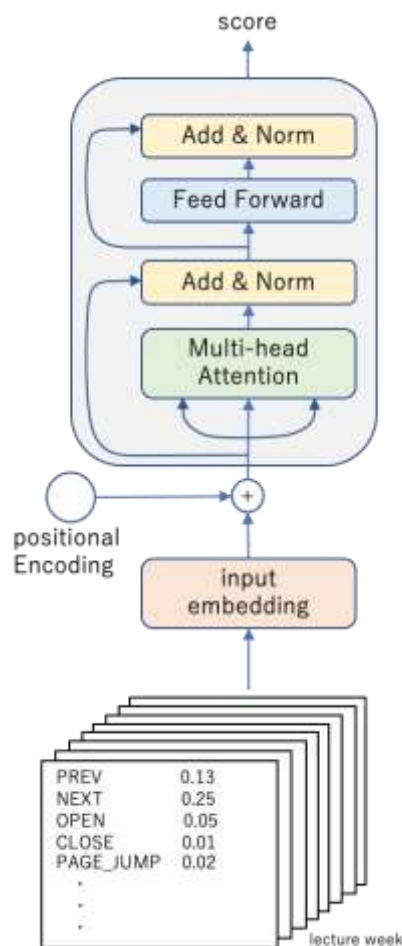 score
Add & Norm
Feed Forward
Add & Norm
Multi-head
Attention
+
positional
Encoding
input
embedding
PREV 0.13
NEXT 0.25
OPEN 0.05
CLOSE 0.01
PAGE_JUMP 0.02
.
.
.
lecture week